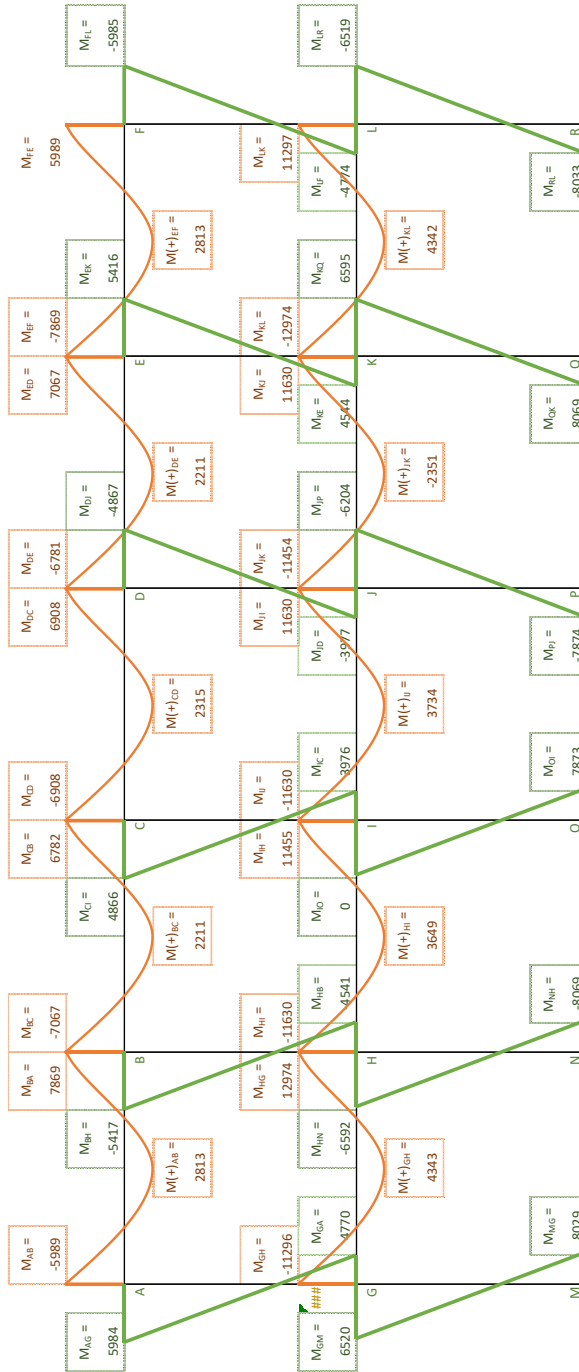 M_AB =
-5989
M_BA =
7869
M_BC =
-7067
M_CB =
6782
M_CD =
-6908
M_DC =
6908
M_DE =
-6781
M_ED =
7067
M_EF =
-7869
M_FE =
5989
M_AG =
5984
M_BH =
-5417
M_CI =
4866
M_DJ =
-4867
M_EK =
5416
M_FL =
-5985
A
B
C
D
E
F
M(+)_AB =
2813
M(+)_BC =
2211
M(+)_CD =
2315
M(+)_DE =
2211
M(+)_EF =
2813
M_GH =
-11296
M_HG =
12974
M_HI =
-11630
M_IH =
11455
M_IJ =
-11630
M_JI =
11630
M_JK =
-11454
M_KJ =
11630
M_KL =
-12974
M_LK =
11297
M_GM =
6520
###
M_GA =
4770
M_HN =
-6592
M_HB =
4541
M_IO =
0
M_IC =
3976
M_JD =
-3977
M_JP =
-6204
M_KE =
4544
M_KQ =
6595
M_LF =
-4774
M_LR =
-6519
G
H
I
J
K
L
M(+)_GH =
4343
M(+)_HI =
3649
M(+)_IJ =
3734
M(+)_JK =
-2351
M(+)_KL =
4342
M_MG =
8029
M_NH =
-8069
M_OI =
7873
M_PJ =
-7874
M_QK =
8069
M_RL =
-8033
M
N
O
P
Q
R